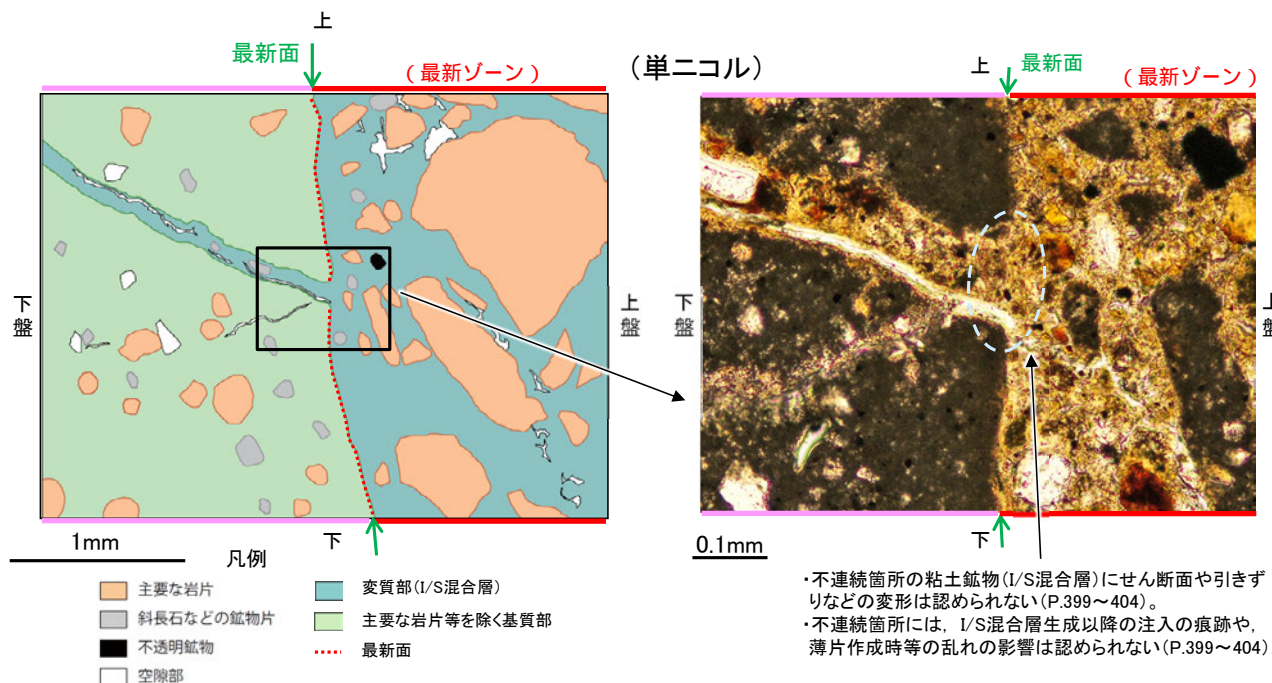 上
最新面
(最新ゾーン)
下盤
上盤
下
1mm
凡例
主要な岩片
斜長石などの鉱物片
不透明鉱物
空隙部
変質部(I/S混合層)
主要な岩片等を除く基質部
最新面
(単ニコル)
上
最新面
(最新ゾーン)
下盤
上盤
下
0.1mm
・不連続箇所の粘土鉱物(I/S混合層)にせん断面や引きず
りなどの変形は認められない(P.399～404)。
・不連続箇所には，I/S混合層生成以降の注入の痕跡や，
薄片作成時等の乱れの影響は認められない(P.399～404)